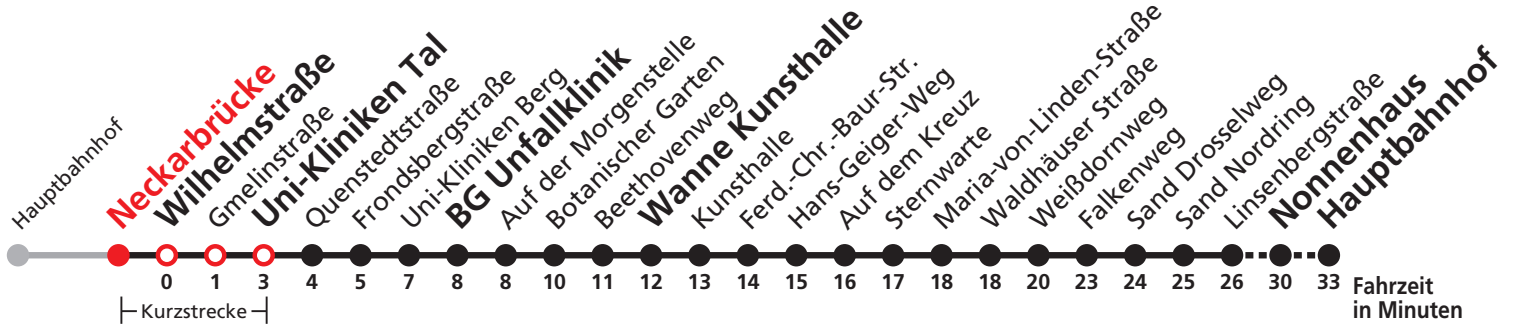 Hauptbahnhof
Neckarbrücke
Wilhelmstraße
Gmelinstraße
Uni-Kliniken Tal
Quenstedtstraße
Frondsbergstraße
Uni-Kliniken Berg
BG Unfallklinik
Auf der Morgenstelle
Botanischer Garten
Beethovenweg
Wanne Kunsthalle
Kunsthalle
Ferd.-Chr.-Baur-Str.
Hans-Geiger-Weg
Auf dem Kreuz
Sternwarte
Maria-von-Linden-Straße
Waldhäuser Straße
Weißdornweg
Falkenweg
Sand Drosselweg
Sand Nordring
Linsenbergstraße
Nonnenhaus
Hauptbahnhof
0 1 3 4 5 7 8 8 10 11 12 13 14 15 16 17 18 18 20 23 24 25 26 30 33 Fahrzeit
in Minuten
Kurzstrecke